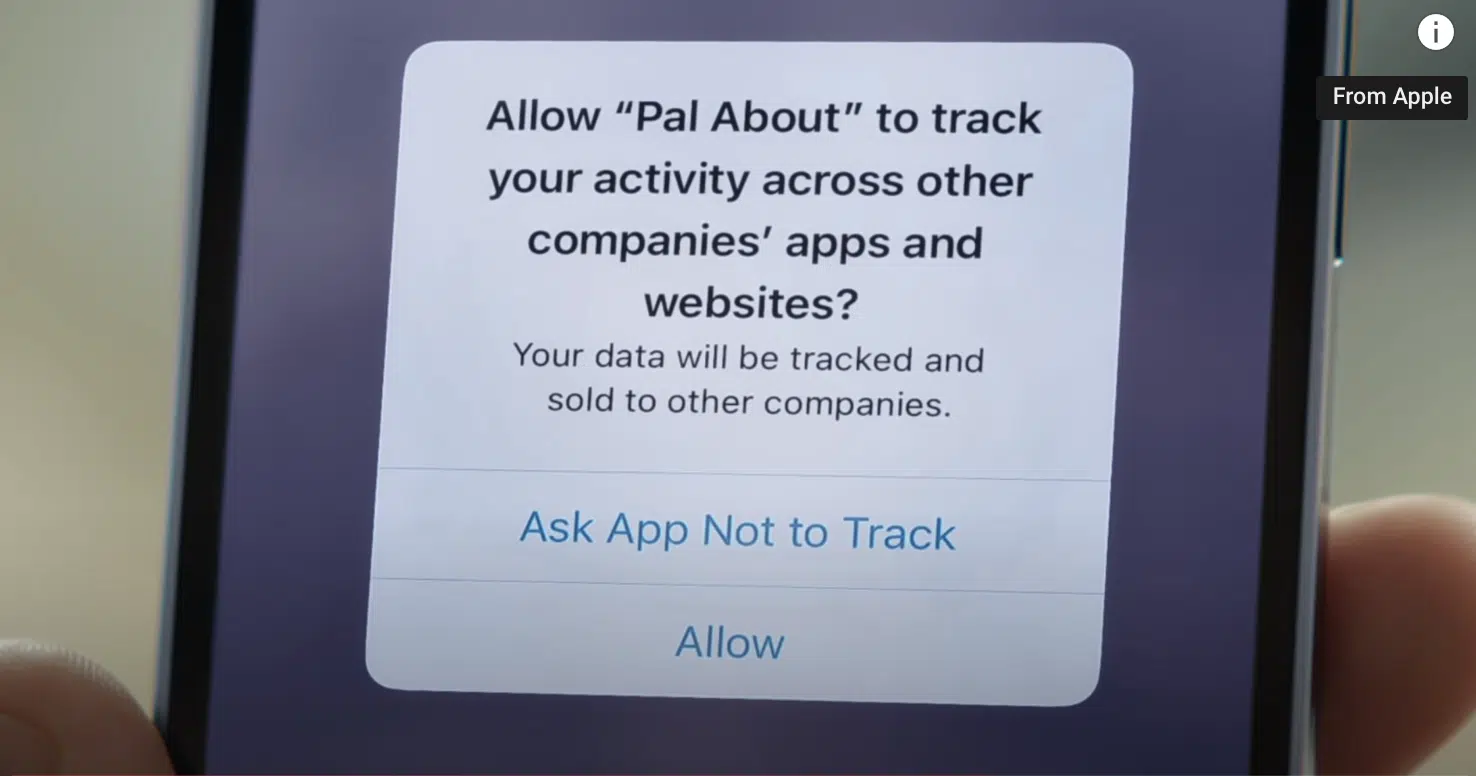 From Apple
Allow “Pal About” to track
your activity across other
companies’ apps and
websites?
Your data will be tracked and
sold to other companies.
Ask App Not to Track
Allow